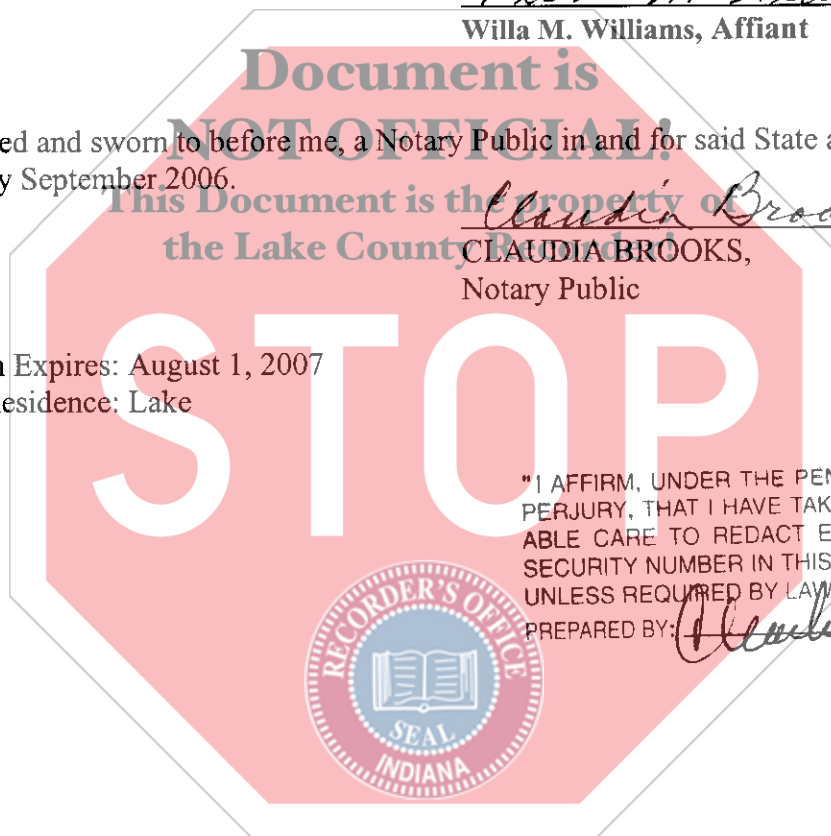 Willa M. Williams, Affiant
Document is
NOT OFFICIAL!
ed and sworn to before me, a Notary Public in and for said State a
y September 2006.
This Document is the property of
the Lake County Recorder!
Claudia Broo
CLAUDIA BROOKS,
Notary Public
n Expires: August 1, 2007
esidence: Lake
STOP
"I AFFIRM, UNDER THE PEN
PERJURY, THAT I HAVE TAK
ABLE CARE TO REDACT E
SECURITY NUMBER IN THIS
UNLESS REQUIRED BY LAW
PREPARED BY:
RECORDER'S OFFICE
SEAL
INDIANA